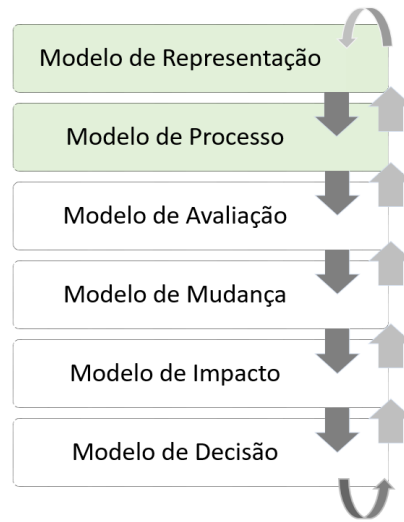 Modelo de Representação
Modelo de Processo
Modelo de Avaliação
Modelo de Mudança
Modelo de Impacto
Modelo de Decisão